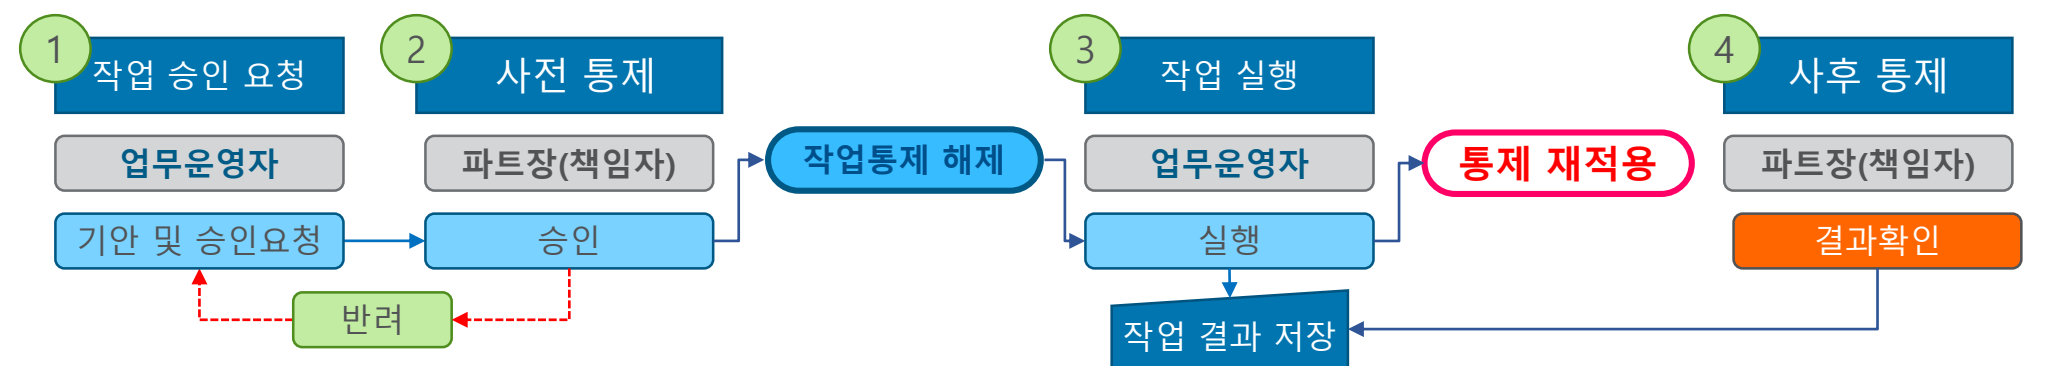 1
작업 승인 요청
2
사전 통제
3
작업 실행
4
사후 통제
업무운영자
파트장(책임자)
작업통제 해제
업무운영자
통제 재적용
파트장(책임자)
기안 및 승인요청
승인
실행
결과확인
반려
작업 결과 저장